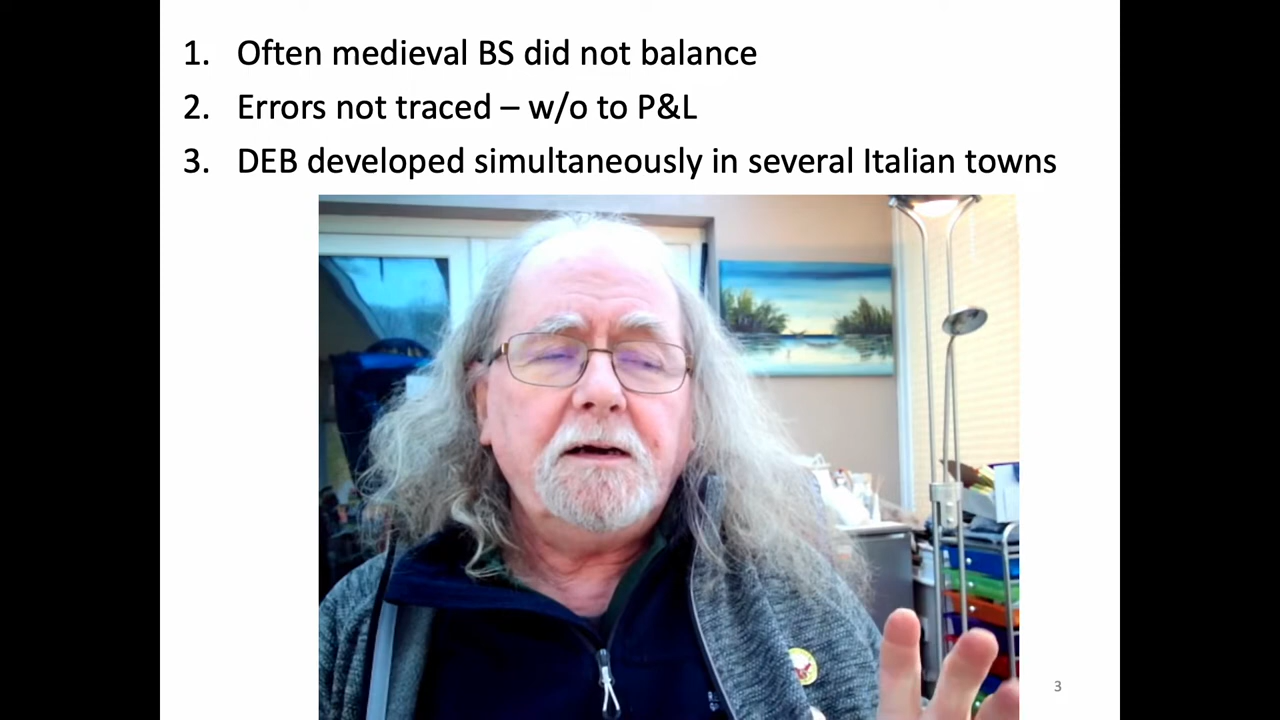 1. Often medieval BS did not balance
2. Errors not traced – w/o to P&L
3. DEB developed simultaneously in several Italian towns
3